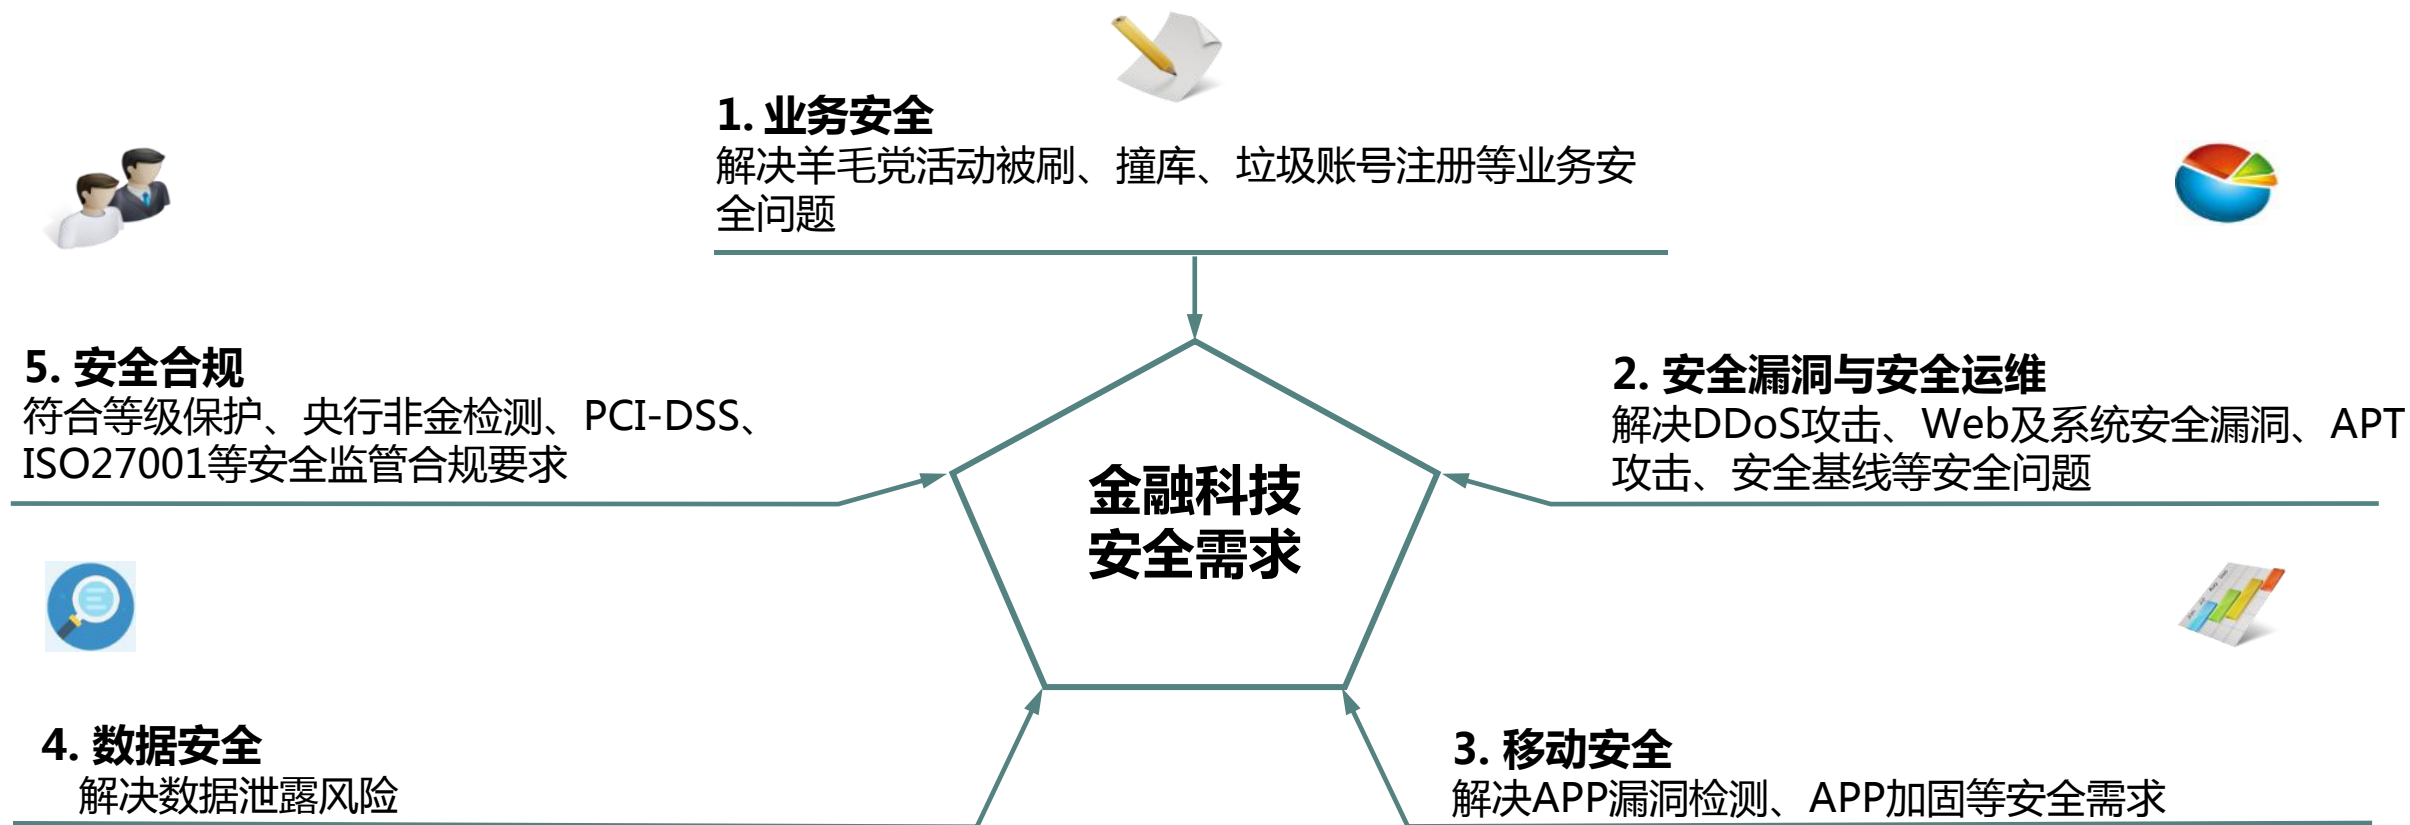 1. 业务安全
解决羊毛党活动被刷、撞库、垃圾账号注册等业务安
全问题
5. 安全合规
符合等级保护、央行非金检测、PCI-DSS、
ISO27001等安全监管合规要求
2. 安全漏洞与安全运维
解决DDoS攻击、Web及系统安全漏洞、APT
攻击、安全基线等安全问题
金融科技
安全需求
4. 数据安全
解决数据泄露风险
3. 移动安全
解决APP漏洞检测、APP加固等安全需求